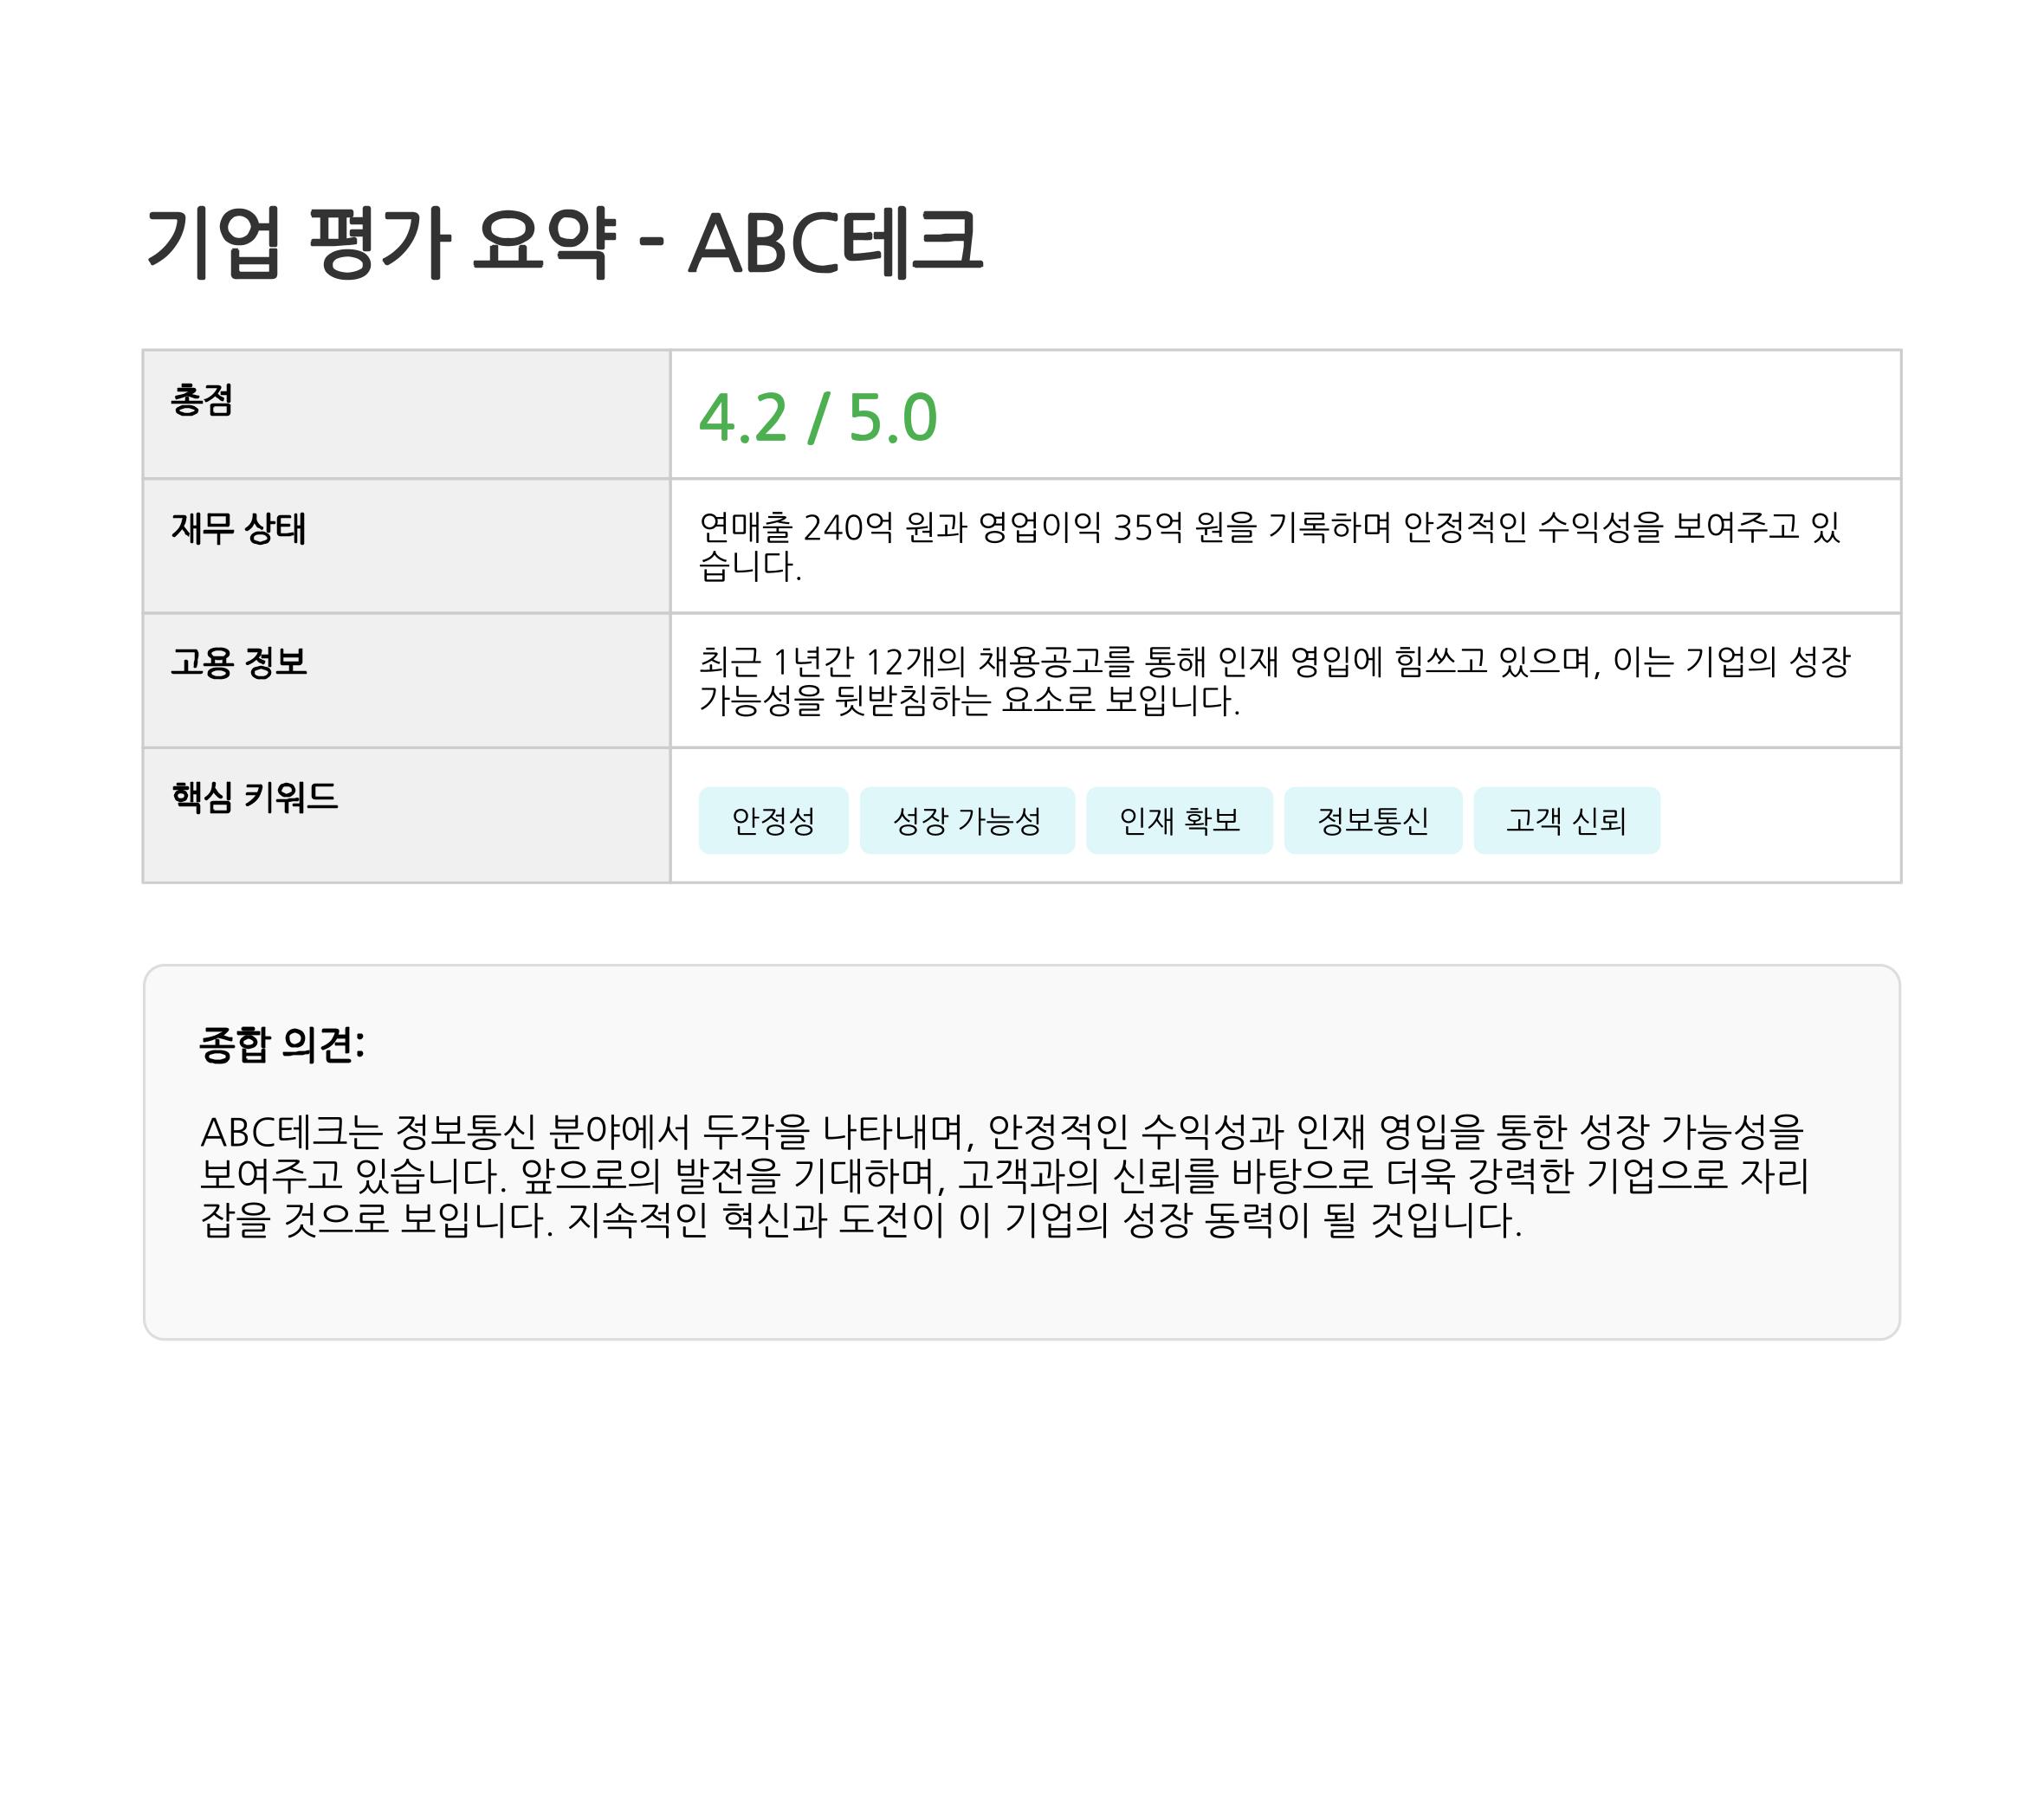 기업 평가 요약 - ABC테크
총점
4.2 / 5.0
재무 상태
연매출 240억 원과 영업이익 35억 원을 기록하며 안정적인 수익성을 보여주고 있
습니다.
고용 정보
최근 1년간 12개의 채용공고를 통해 인재 영입에 힘쓰고 있으며, 이는 기업의 성장
가능성을 뒷받침하는 요소로 보입니다.
핵심 키워드
안정성 성장 가능성 인재 확보 정보통신 고객 신뢰
종합 의견:
ABC테크는 정보통신 분야에서 두각을 나타내며, 안정적인 수익성과 인재 영입을 통한 성장 가능성을
보여주고 있습니다. 앞으로의 발전을 기대하며, 고객과의 신뢰를 바탕으로 더욱 강력한 기업으로 자리
잡을 것으로 보입니다. 지속적인 혁신과 도전이 이 기업의 성장 동력이 될 것입니다.